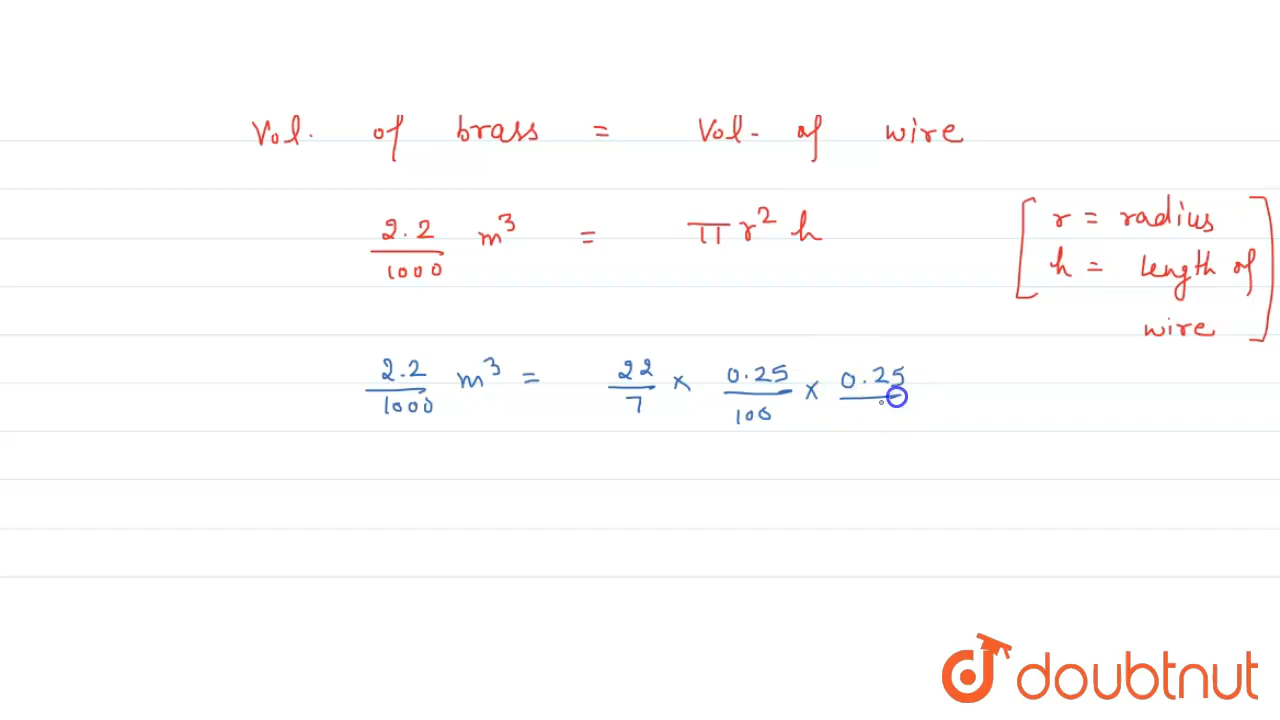 Vol. of brass = Vol. of wire
2.2/1000 m³ = πr²h
[r = radius
h = length of
wire]
2.2/1000 m³ = 22/7 × 0.25/100 × 0.25/
doubtnut